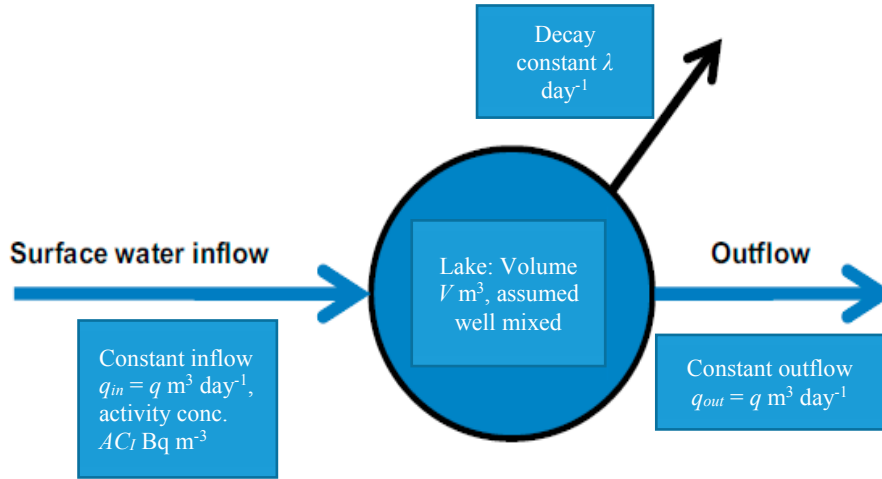 Decay
constant λ
day⁻¹
Surface water inflow
Lake: Volume
V m³, assumed
well mixed
Outflow
Constant inflow
qᵢₙ = q m³ day⁻¹,
activity conc.
AC_I Bq m⁻³
Constant outflow
qₒᵤₜ = q m³ day⁻¹